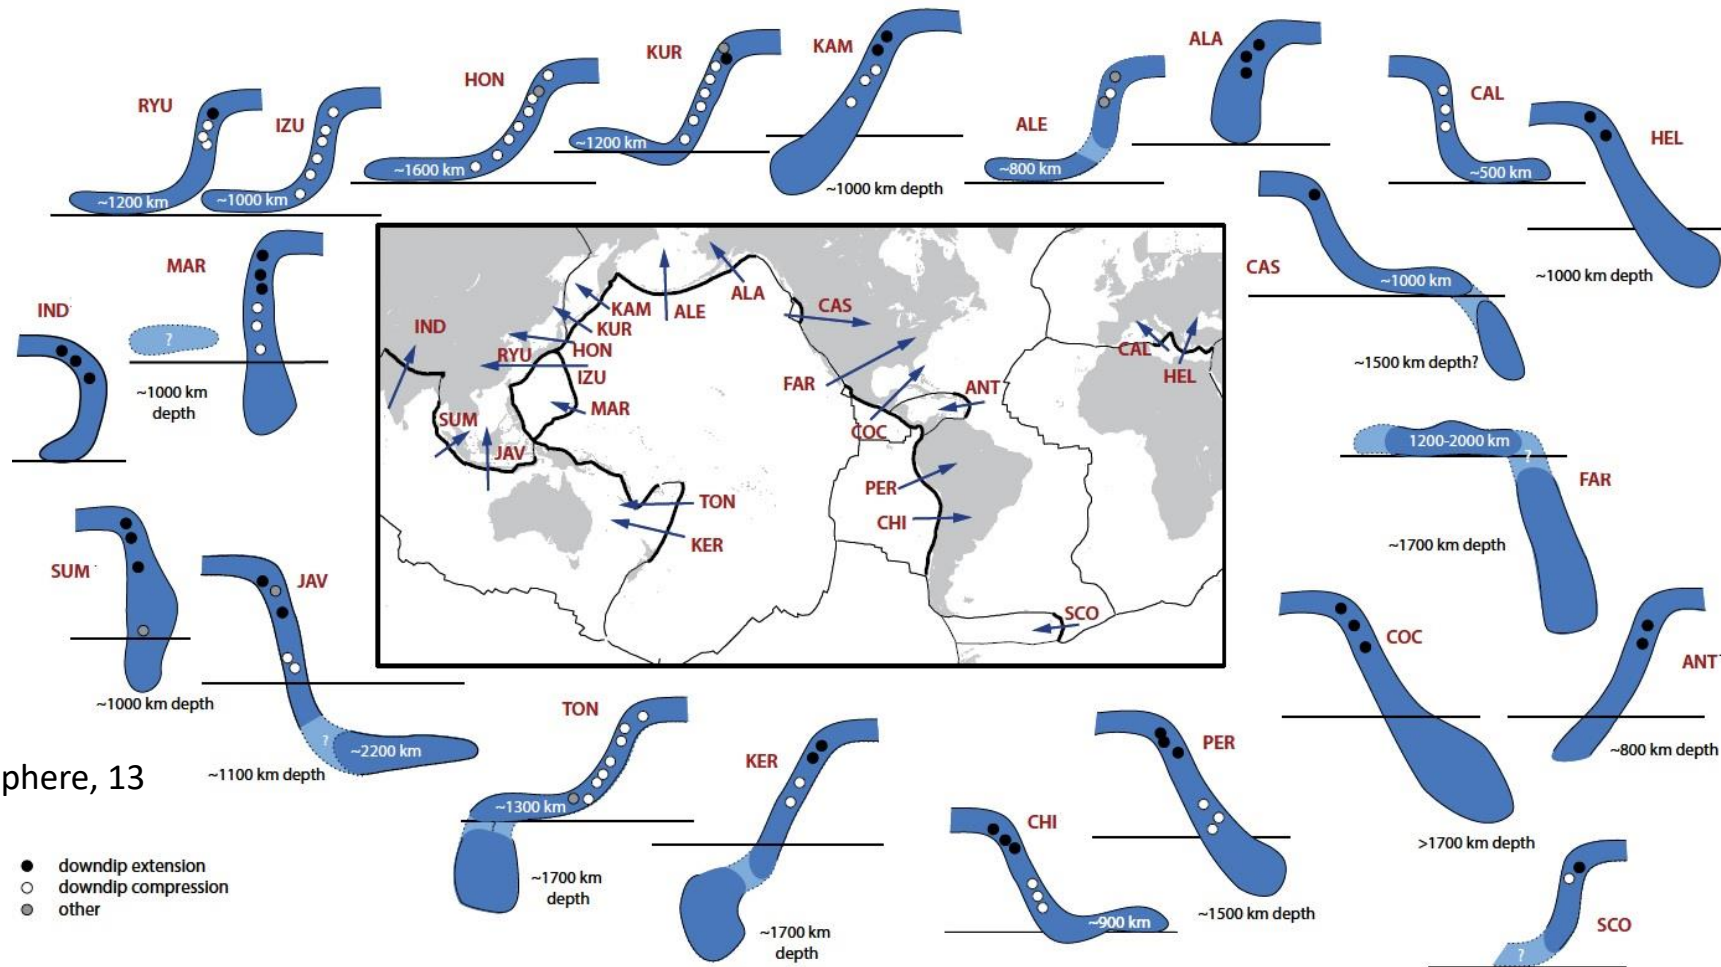 RYU
~1200 km
IZU
~1000 km
HON
~1600 km
KUR
~1200 km
KAM
~1000 km depth
ALE
~800 km
ALA
CAL
~500 km
HEL
~1000 km depth
MAR
?
~1000 km
depth
IND
CAS
~1000 km
~1500 km depth?
IND
KAM
KUR
HON
RYU
IZU
MAR
SUM
JAV
ALE
ALA
CAS
FAR
COC
ANT
CAL
HEL
PER
CHI
TON
KER
SCO
1200-2000 km
?
FAR
~1700 km depth
SUM
~1000 km depth
JAV
?
~2200 km
~1100 km depth
TON
~1300 km
?
~1700 km
depth
KER
~1700 km
depth
CHI
~900 km
PER
~1500 km depth
COC
>1700 km depth
ANT
~800 km depth
SCO
?
phere, 13
downdip extension
downdip compression
other